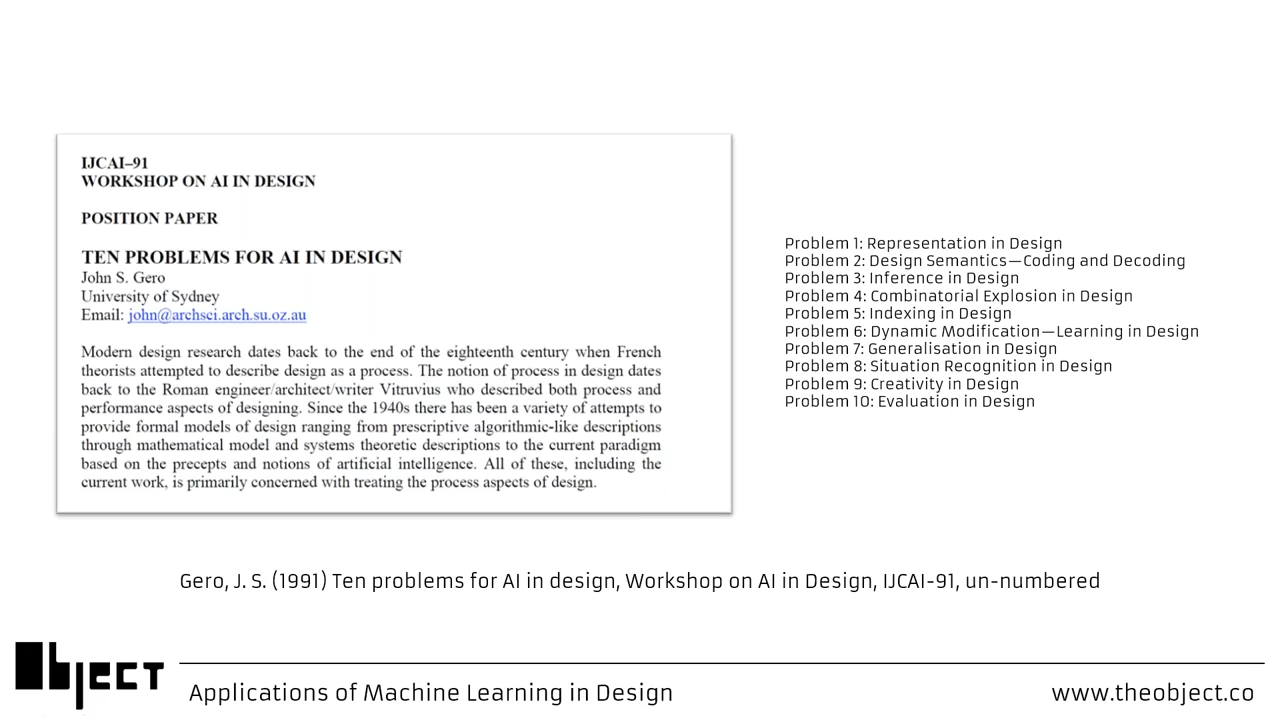 IJCAI–91
WORKSHOP ON AI IN DESIGN
POSITION PAPER
TEN PROBLEMS FOR AI IN DESIGN
John S. Gero
University of Sydney
Email: john@archsci.arch.su.oz.au
Modern design research dates back to the end of the eighteenth century when French
theorists attempted to describe design as a process. The notion of process in design dates
back to the Roman engineer/architect/writer Vitruvius who described both process and
performance aspects of designing. Since the 1940s there has been a variety of attempts to
provide formal models of design ranging from prescriptive algorithmic-like descriptions
through mathematical model and systems theoretic descriptions to the current paradigm
based on the precepts and notions of artificial intelligence. All of these, including the
current work, is primarily concerned with treating the process aspects of design.
Problem 1: Representation in Design
Problem 2: Design Semantics—Coding and Decoding
Problem 3: Inference in Design
Problem 4: Combinatorial Explosion in Design
Problem 5: Indexing in Design
Problem 6: Dynamic Modification—Learning in Design
Problem 7: Generalisation in Design
Problem 8: Situation Recognition in Design
Problem 9: Creativity in Design
Problem 10: Evaluation in Design
Gero, J. S. (1991) Ten problems for AI in design, Workshop on AI in Design, IJCAI-91, un-numbered
Object
Applications of Machine Learning in Design
www.theobject.co